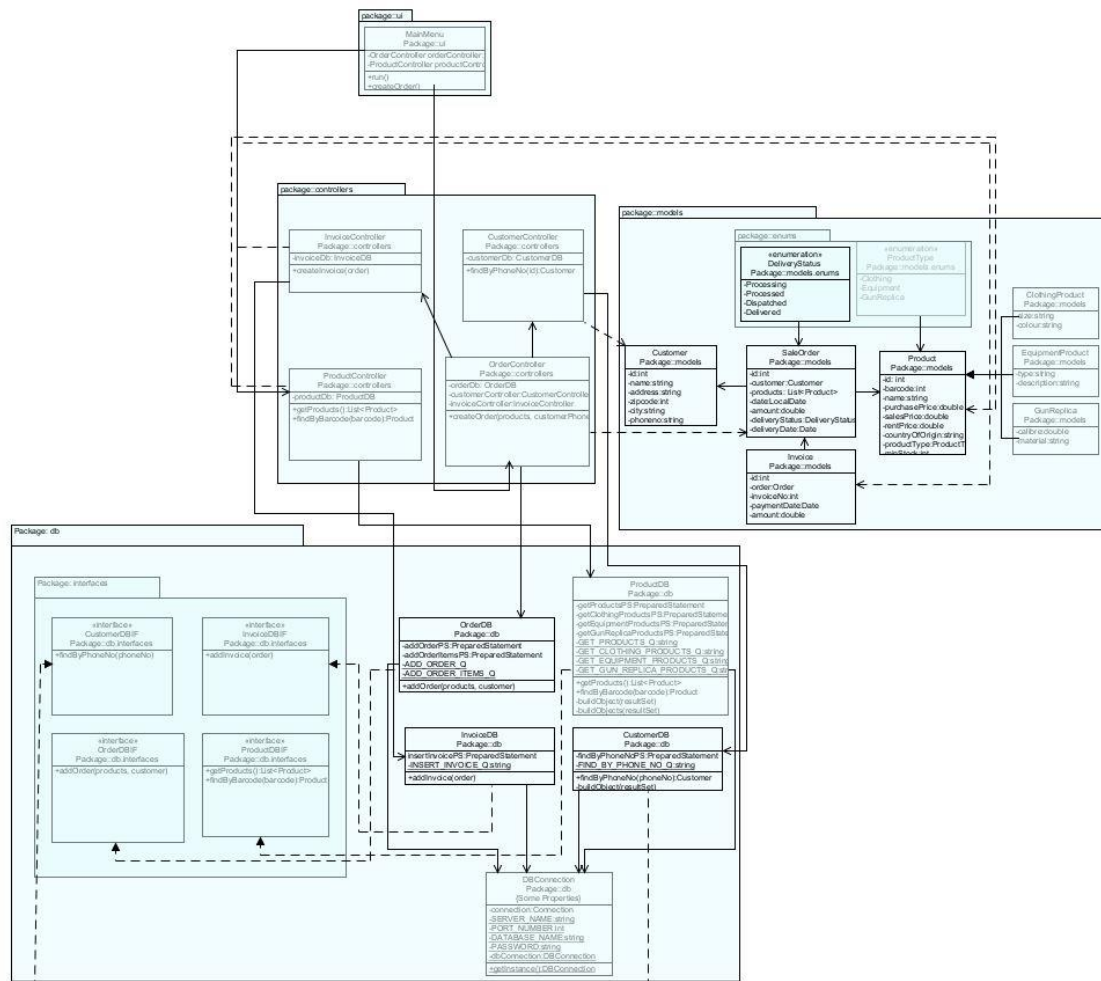 package::ui
MainMenu
Package::ui
-OrderController orderController
-ProductController
+run()
+createOrder()
package::controllers
InvoiceController
Package::controllers
-invoiceDb: InvoiceDB
+createInvoice(order)
CustomerController
Package::controllers
-customerDb: CustomerDB
+findByPhoneNo(id):Customer
ProductController
Package::controllers
-productDb: ProductDB
+getProducts():List<Product>
+findByBarcode(barcode):Product
OrderController
Package::controllers
-orderDb: OrderDB
-customerController:CustomerControlle
-invoiceController:InvoiceController
+createOrder(products, customerPhone
package::models
package::enums
«enumeration»
DeliveryStatus
Package::models.enums
-Processing
-Processed
-Dispatched
-Delivered
«enumeration»
ProductType
Package::models.enums
-Clothing
-Equipment
-GunReplica
Customer
Package::models
-id:int
-name:string
-address:string
-zipcode:int
-city:string
-phoneno:string
SaleOrder
Package::models
-id:int
-customer:Customer
-products: List<Product>
-dateLocalDate
-amount:double
-deliveryStatus:DeliveryStatus
-deliveryDate:Date
Product
Package::models
-id: int
-barcode:int
-name:string
-purchasePrice:double
-salesPrice:double
-rentPrice:double
-countryOfOrigin:string
-productType:ProductT
-minStock:int
ClothingProduct
Package::models
-size:string
-colour:string
EquipmentProduct
Package::models
-type:string
-description:string
GunReplica
Package::models
-calibre:double
-material:string
Invoice
Package::models
-id:int
-order:Order
-invoiceNo:int
-paymentDate:Date
-amount:double
Package: db
Package: interfaces
«interface»
CustomerDBIF
Package::db.interfaces
+findByPhoneNo(phoneNo)
«interface»
InvoiceDBIF
Package::db.interfaces
+addInvoice(order)
«interface»
OrderDBIF
Package::db.interfaces
+addOrder(products, customer)
«interface»
ProductDBIF
Package::db.interfaces
+getProducts():List<Product>
+findByBarcode(barcode):Product
OrderDB
Package::db
-addOrderPS:PreparedStatement
-addOrderItemsPS:PreparedStatement
-ADD_ORDER_Q
-ADD_ORDER_ITEMS_Q
+addOrder(products, customer)
ProductDB
Package::db
-getProductsPS:PreparedStatement
-getClothingProductsPS:PreparedStateme
-getEquipmentProductsPS:PreparedStater
-getGunReplicaProductsPS:PreparedState
-GET_PRODUCTS_Q:string
-GET_CLOTHING_PRODUCTS_Q:string
-GET_EQUIPMENT_PRODUCTS_Q:string
-GET_GUN_REPLICA_PRODUCTS_Q:stri
+getProducts():List<Product>
+findByBarcode(barcode):Product
-buildObject(resultSet)
-buildObjects(resultSet)
InvoiceDB
Package::db
insertInvoicePS:PreparedStatement
-INSERT_INVOICE_Q:string
+addInvoice(order)
CustomerDB
Package::db
-findByPhoneNoPS:PreparedStatement
-FIND_BY_PHONE_NO_Q:string
+findByPhoneNo(phoneNo):Customer
-buildObject(resultSet)
DBConnection
Package::db
{Some Properties}
-connection:Connection
-SERVER_NAME:string
-PORT_NUMBER:int
-DATABASE_NAME:string
-PASSWORD:string
-dbConnection:DBConnection
+getInstance():DBConnection